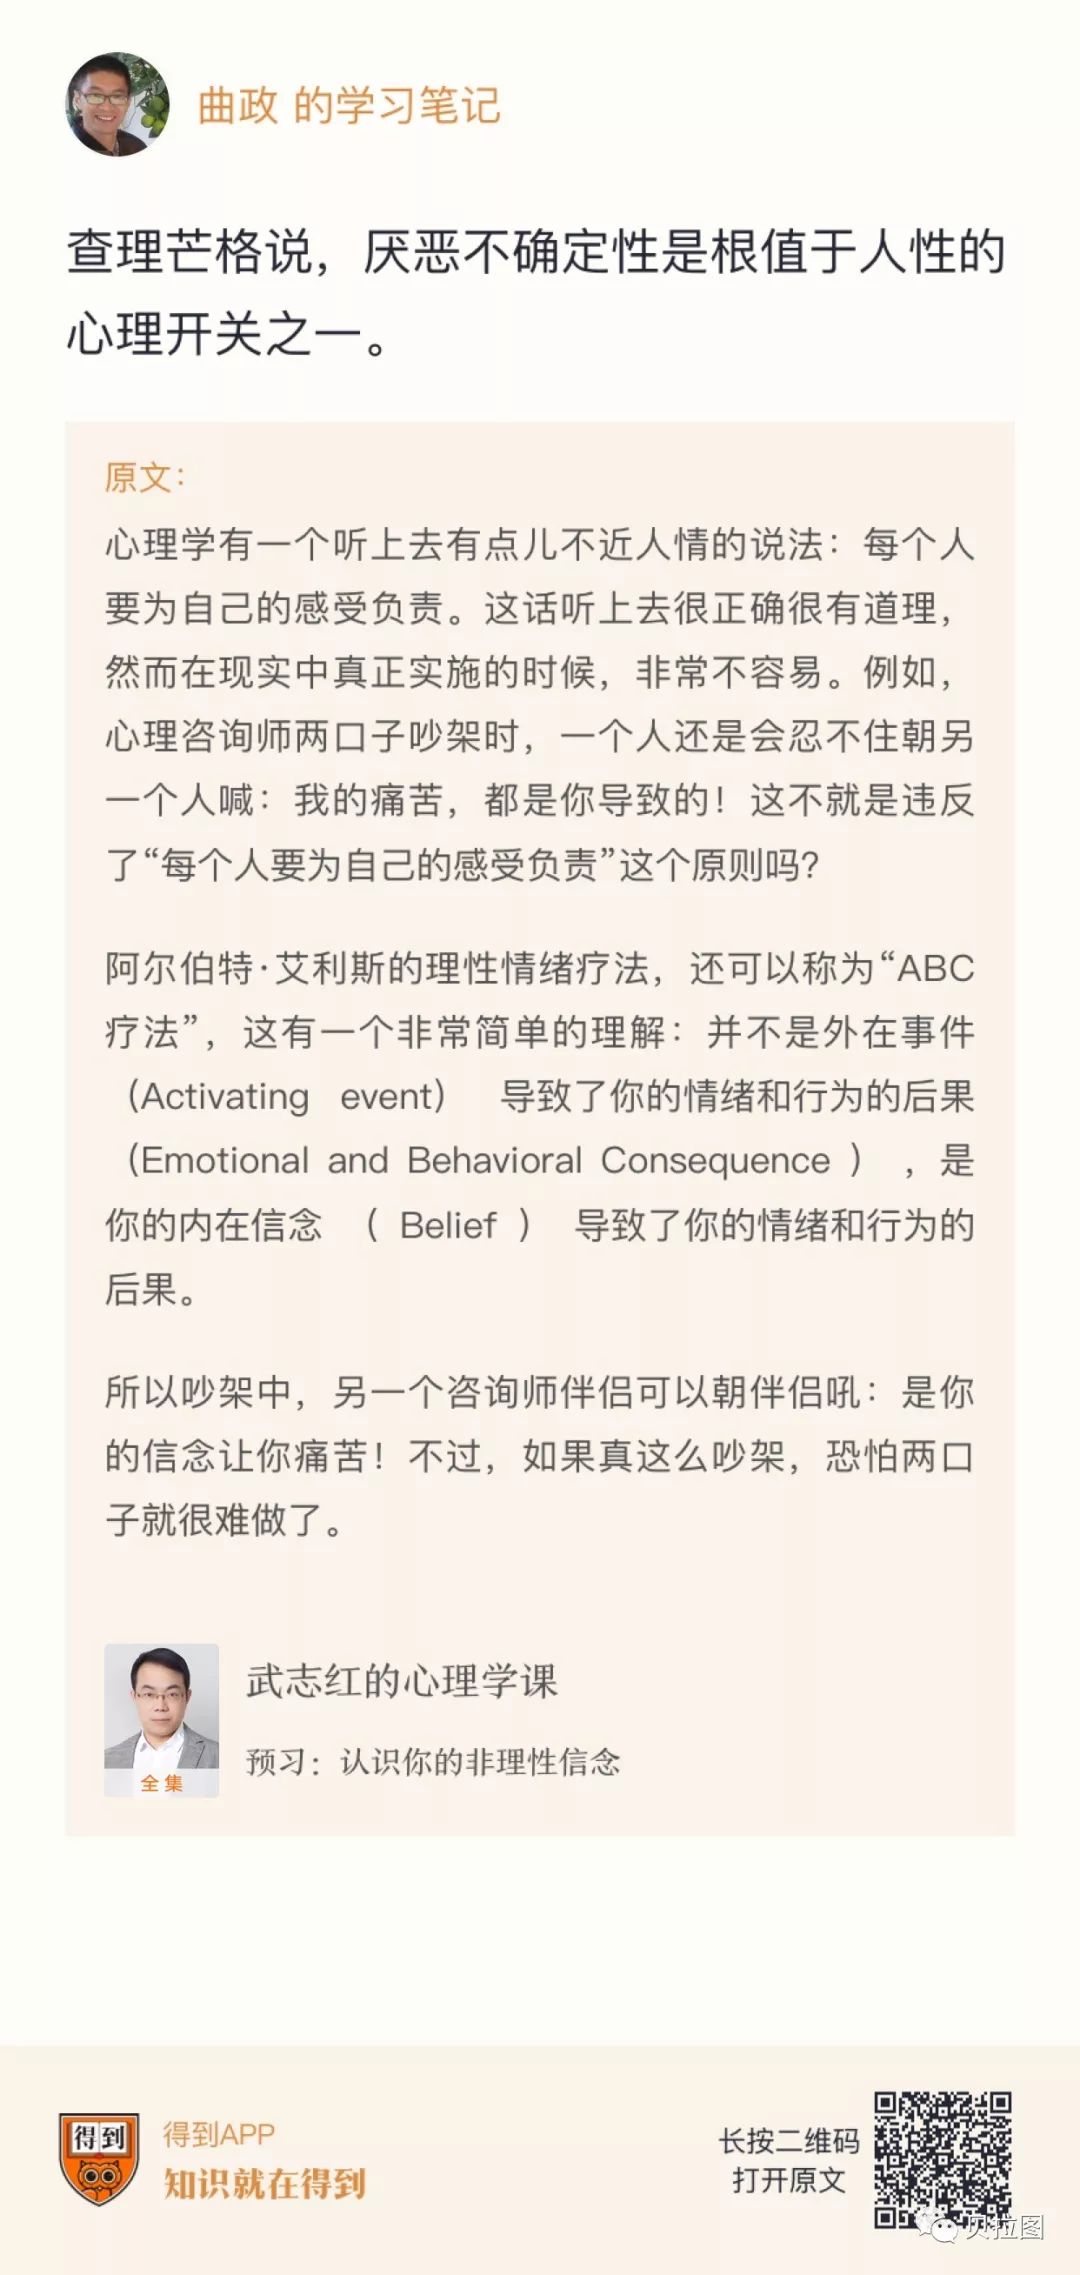 曲政 的学习笔记
查理芒格说，厌恶不确定性是根值于人性的
心理开关之一。
原文：
心理学有一个听上去有点儿不近人情的说法：每个人
要为自己的感受负责。这话听上去很正确很有道理，
然而在现实中真正实施的时候，非常不容易。例如，
心理咨询师两口子吵架时，一个人还是会忍不住朝另
一个人喊：我的痛苦，都是你导致的！这不就是违反
了“每个人要为自己的感受负责”这个原则吗？
阿尔伯特·艾利斯的理性情绪疗法，还可以称为“ABC
疗法”，这有一个非常简单的理解：并不是外在事件
（Activating event） 导致了你的情绪和行为的后果
（Emotional and Behavioral Consequence ） ，是
你的内在信念 （ Belief ） 导致了你的情绪和行为的
后果。
所以吵架中，另一个咨询师伴侣可以朝伴侣吼：是你
的信念让你痛苦！不过，如果真这么吵架，恐怕两口
子就很难做了。
全集
武志红的心理学课
预习：认识你的非理性信念
得到
得到APP
知识就在得到
长按二维码
打开原文
贝拉图